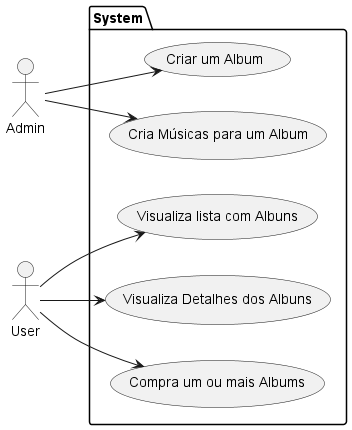 System
Criar um Album
Admin
Cria Músicas para um Album
Visualiza lista com Albuns
User
Visualiza Detalhes dos Albuns
Compra um ou mais Albums